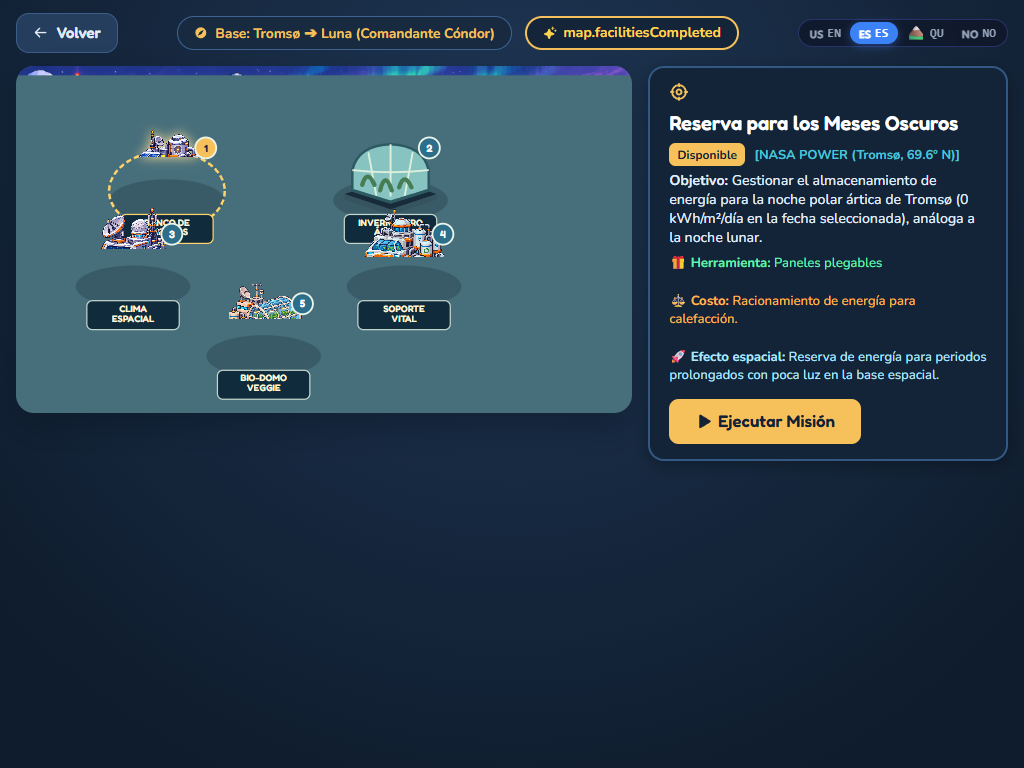 ← Volver
Base: Tromsø ➔ Luna (Comandante Cóndor)
map.facilitiesCompleted
US EN
ES ES
QU
NO NO
1
2
3
4
5
CLIMA
ESPACIAL
SOPORTE
VITAL
BIO-DOMO
VEGGIE
Reserva para los Meses Oscuros
Disponible [NASA POWER (Tromsø, 69.6° N)]
Objetivo: Gestionar el almacenamiento de
energía para la noche polar ártica de Tromsø (0
kWh/m²/día en la fecha seleccionada), análoga a
la noche lunar.
Herramienta: Paneles plegables
Costo: Racionamiento de energía para
calefacción.
Efecto espacial: Reserva de energía para periodos
prolongados con poca luz en la base espacial.
Ejecutar Misión